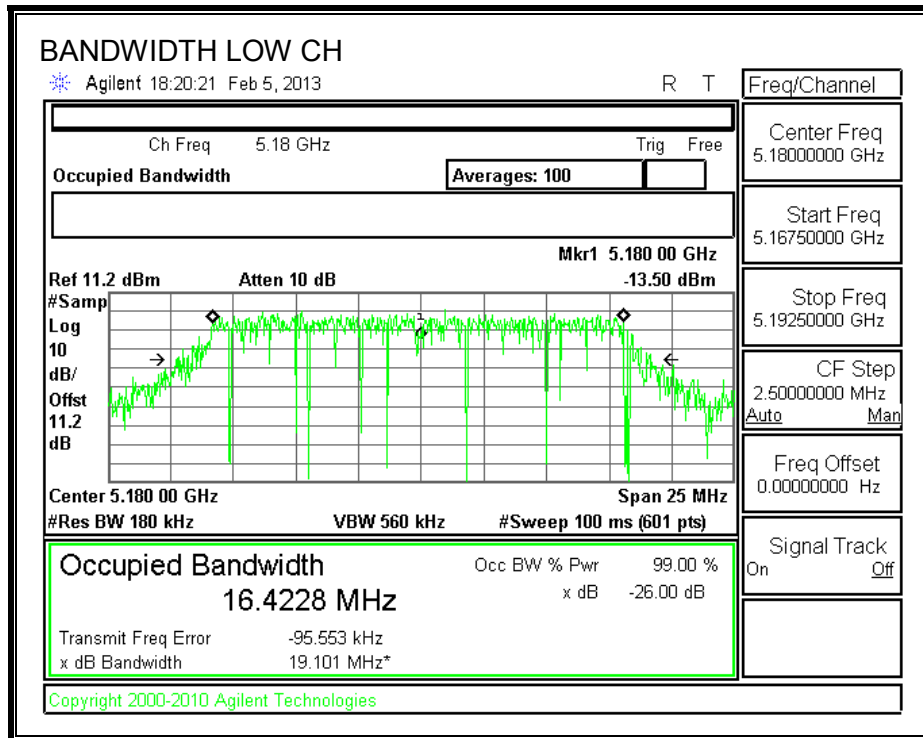 BANDWIDTH LOW CH
Agilent 18:20:21 Feb 5, 2013 R T
Freq/Channel
Ch Freq 5.18 GHz Trig Free
Occupied Bandwidth Averages: 100
Mkr1 5.180 00 GHz
Ref 11.2 dBm Atten 10 dB -13.50 dBm
#Samp
Log
10
dB/
Offst
11.2
dB
1
Center 5.180 00 GHz Span 25 MHz
#Res BW 180 kHz VBW 560 kHz #Sweep 100 ms (601 pts)
Occupied Bandwidth Occ BW % Pwr 99.00 %
16.4228 MHz x dB -26.00 dB
Transmit Freq Error -95.553 kHz
x dB Bandwidth 19.101 MHz*
Copyright 2000-2010 Agilent Technologies
Center Freq
5.18000000 GHz
Start Freq
5.16750000 GHz
Stop Freq
5.19250000 GHz
CF Step
2.50000000 MHz
Auto Man
Freq Offset
0.00000000 Hz
Signal Track
On Off